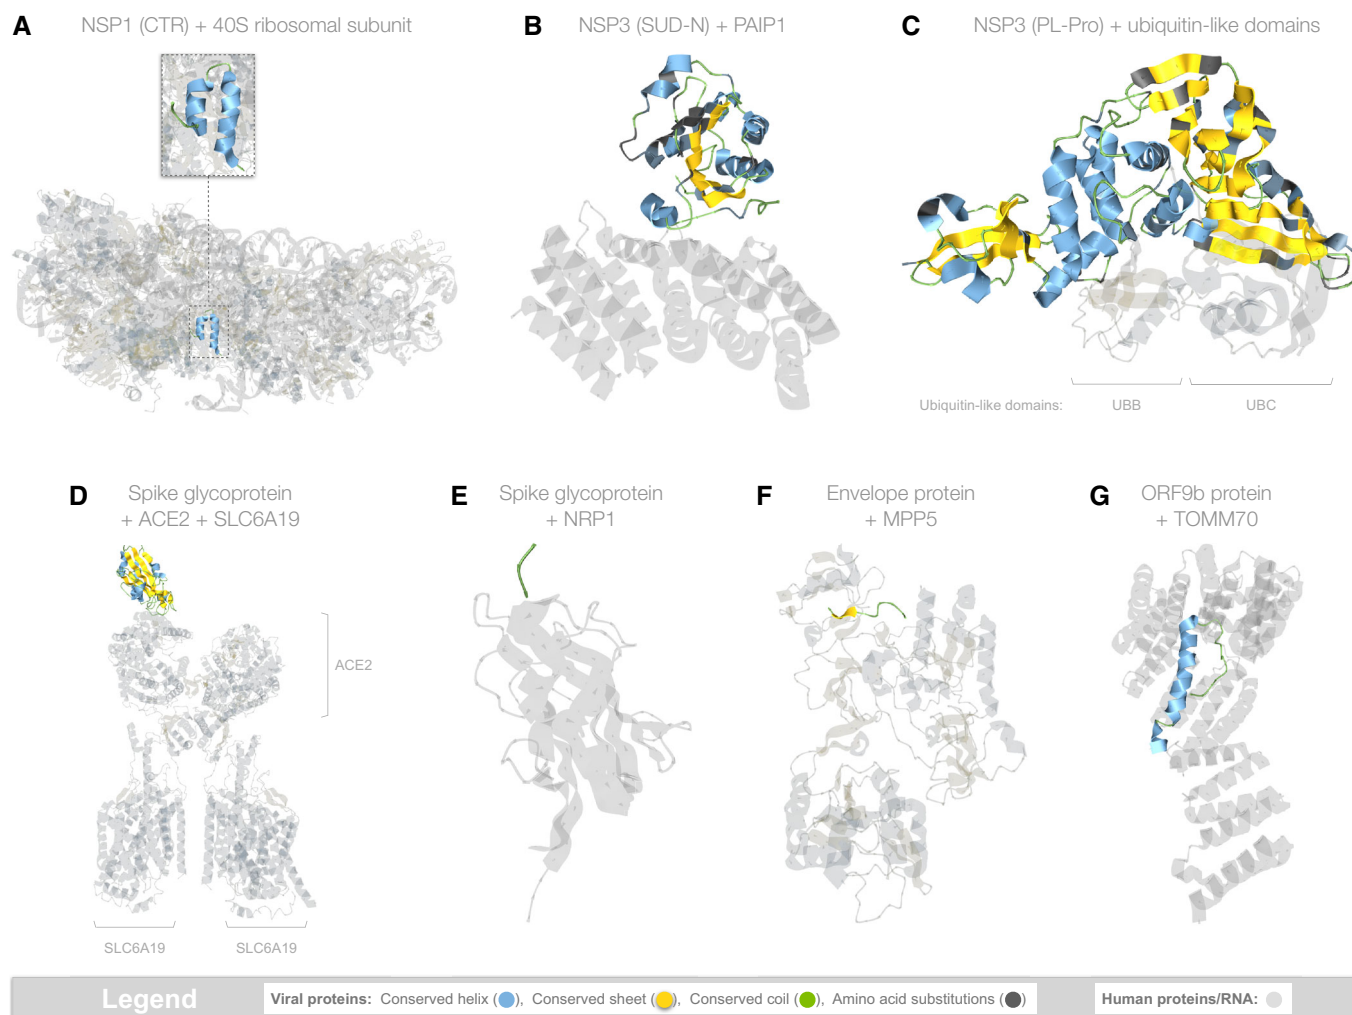 A NSP1 (CTR) + 40S ribosomal subunit
B NSP3 (SUD-N) + PAIP1
C NSP3 (PL-Pro) + ubiquitin-like domains
Ubiquitin-like domains: UBB UBC
D Spike glycoprotein
+ ACE2 + SLC6A19
ACE2
SLC6A19 SLC6A19
E Spike glycoprotein
+ NRP1
F Envelope protein
+ MPP5
G ORF9b protein
+ TOMM70
Legend Viral proteins: Conserved helix ( ), Conserved sheet ( ), Conserved coil ( ), Amino acid substitutions ( ) Human proteins/RNA: